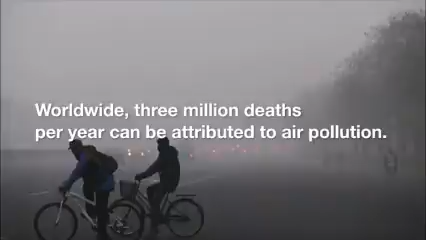 Worldwide, three million deaths
per year can be attributed to air pollution.